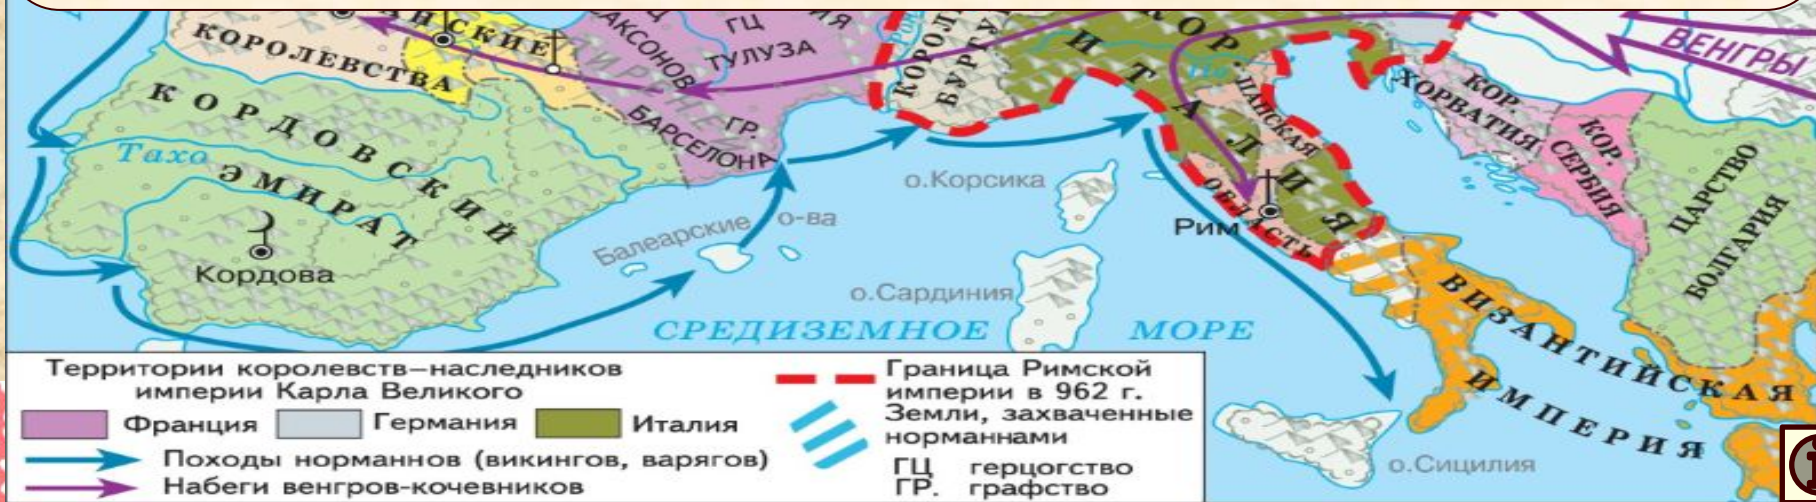 КОРОЛЕВСТВА
ГЦ
ТУЛУЗА
ГР.
БАРСЕЛОНА
КОР.
ИТАЛИЯ
ПАПСКАЯ
ОБЛАСТЬ
Рим
ВЕНГРЫ
КОР.
ХОРВАТИЯ
КОР.
СЕРБИЯ
ЦАРСТВО
БОЛГАРИЯ
КОРДОВСКИЙ
Тахо
ЭМИРАТ
Кордова
Балеарские о-ва
о.Корсика
о.Сардиния
СРЕДИЗЕМНОЕ МОРЕ
ВИЗАНТИЙСКАЯ
ИМПЕРИЯ
о.Сицилия
Территории королевств–наследников
империи Карла Великого
Франция Германия Италия
Походы норманнов (викингов, варягов)
Набеги венгров-кочевников
Граница Римской
империи в 962 г.
Земли, захваченные
норманнами
ГЦ герцогство
ГР. графство